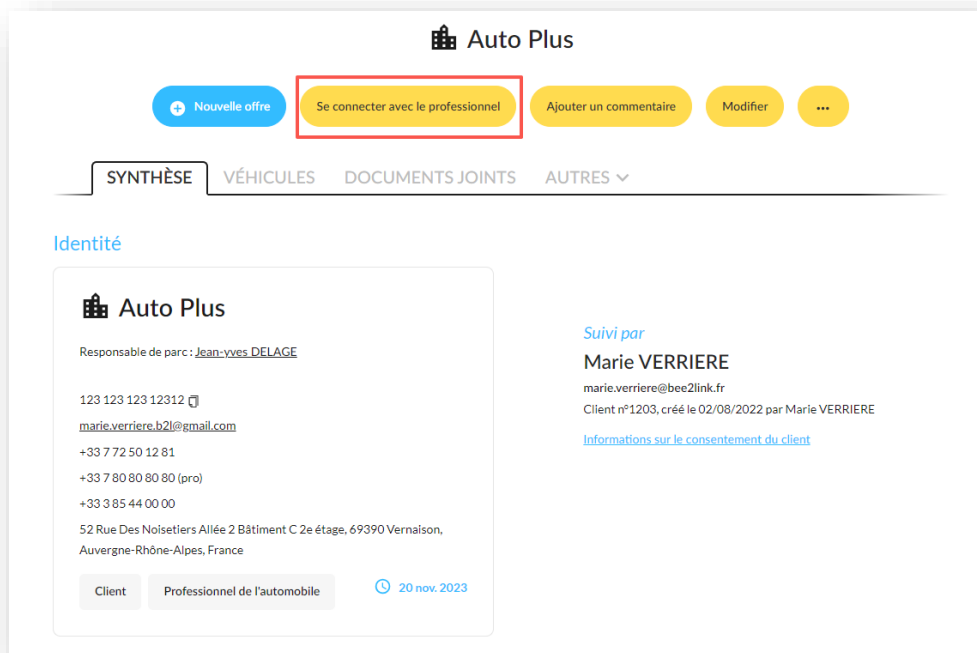 Auto Plus
Nouvelle offre
Se connecter avec le professionnel
Ajouter un commentaire
Modifier
...
SYNTHÈSE
VÉHICULES
DOCUMENTS JOINTS
AUTRES
Identité
Auto Plus
Responsable de parc : Jean-yves DELAGE
123 123 123 12312
marie.verriere.b2l@gmail.com
+33 7 72 50 12 81
+33 7 80 80 80 80 (pro)
+33 3 85 44 00 00
52 Rue Des Noisetiers Allée 2 Bâtiment C 2e étage, 69390 Vernaison,
Auvergne-Rhône-Alpes, France
Client
Professionnel de l'automobile
20 nov. 2023
Suivi par
Marie VERRIERE
marie.verriere@bee2link.fr
Client n°1203, créé le 02/08/2022 par Marie VERRIERE
Informations sur le consentement du client